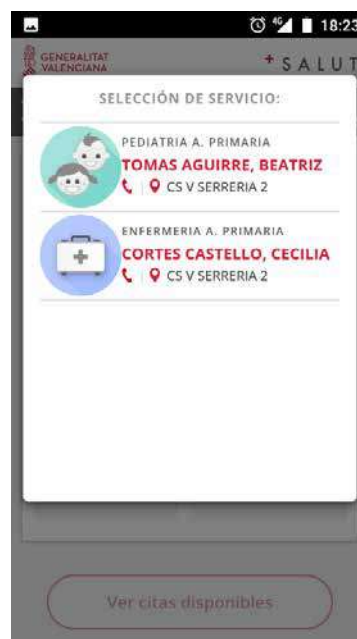 4G 18:23
GENERALITAT
VALENCIANA
+SALUT
SELECCIÓN DE SERVICIO:
PEDIATRIA A. PRIMARIA
TOMAS AGUIRRE, BEATRIZ
CS V SERRERIA 2
ENFERMERIA A. PRIMARIA
CORTES CASTELLO, CECILIA
CS V SERRERIA 2
Ver citas disponibles